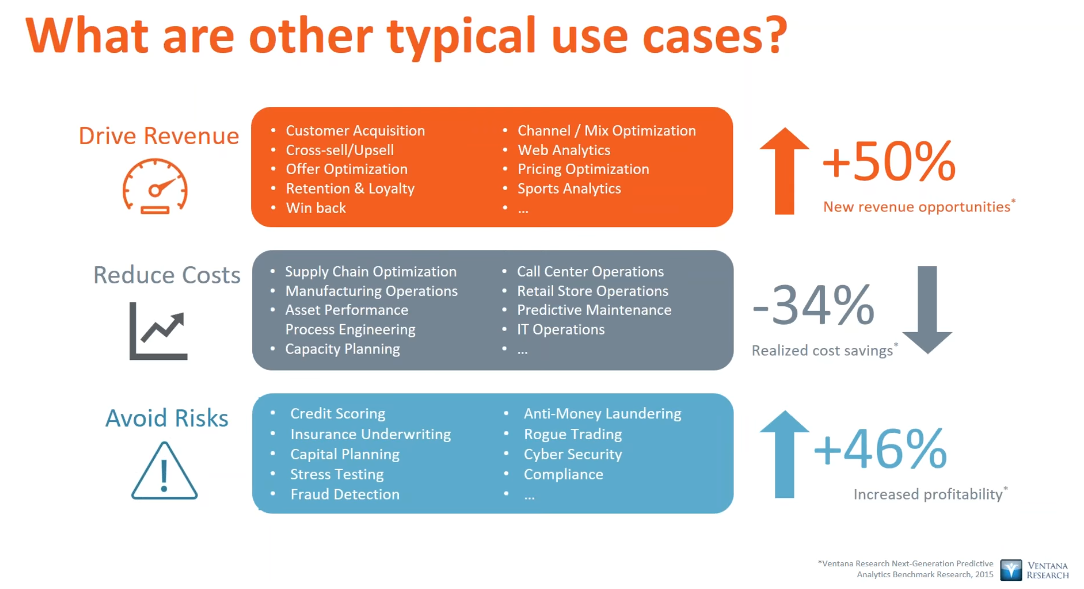 What are other typical use cases?
Drive Revenue
• Customer Acquisition
• Cross-sell/Upsell
• Offer Optimization
• Retention & Loyalty
• Win back
• Channel / Mix Optimization
• Web Analytics
• Pricing Optimization
• Sports Analytics
• ...
+50%
New revenue opportunities*
Reduce Costs
• Supply Chain Optimization
• Manufacturing Operations
• Asset Performance
Process Engineering
• Capacity Planning
• Call Center Operations
• Retail Store Operations
• Predictive Maintenance
• IT Operations
• ...
-34%
Realized cost savings*
Avoid Risks
• Credit Scoring
• Insurance Underwriting
• Capital Planning
• Stress Testing
• Fraud Detection
• Anti-Money Laundering
• Rogue Trading
• Cyber Security
• Compliance
• ...
+46%
Increased profitability*
*Ventana Research Next-Generation Predictive
Analytics Benchmark Research, 2015
VENTANA
RESEARCH